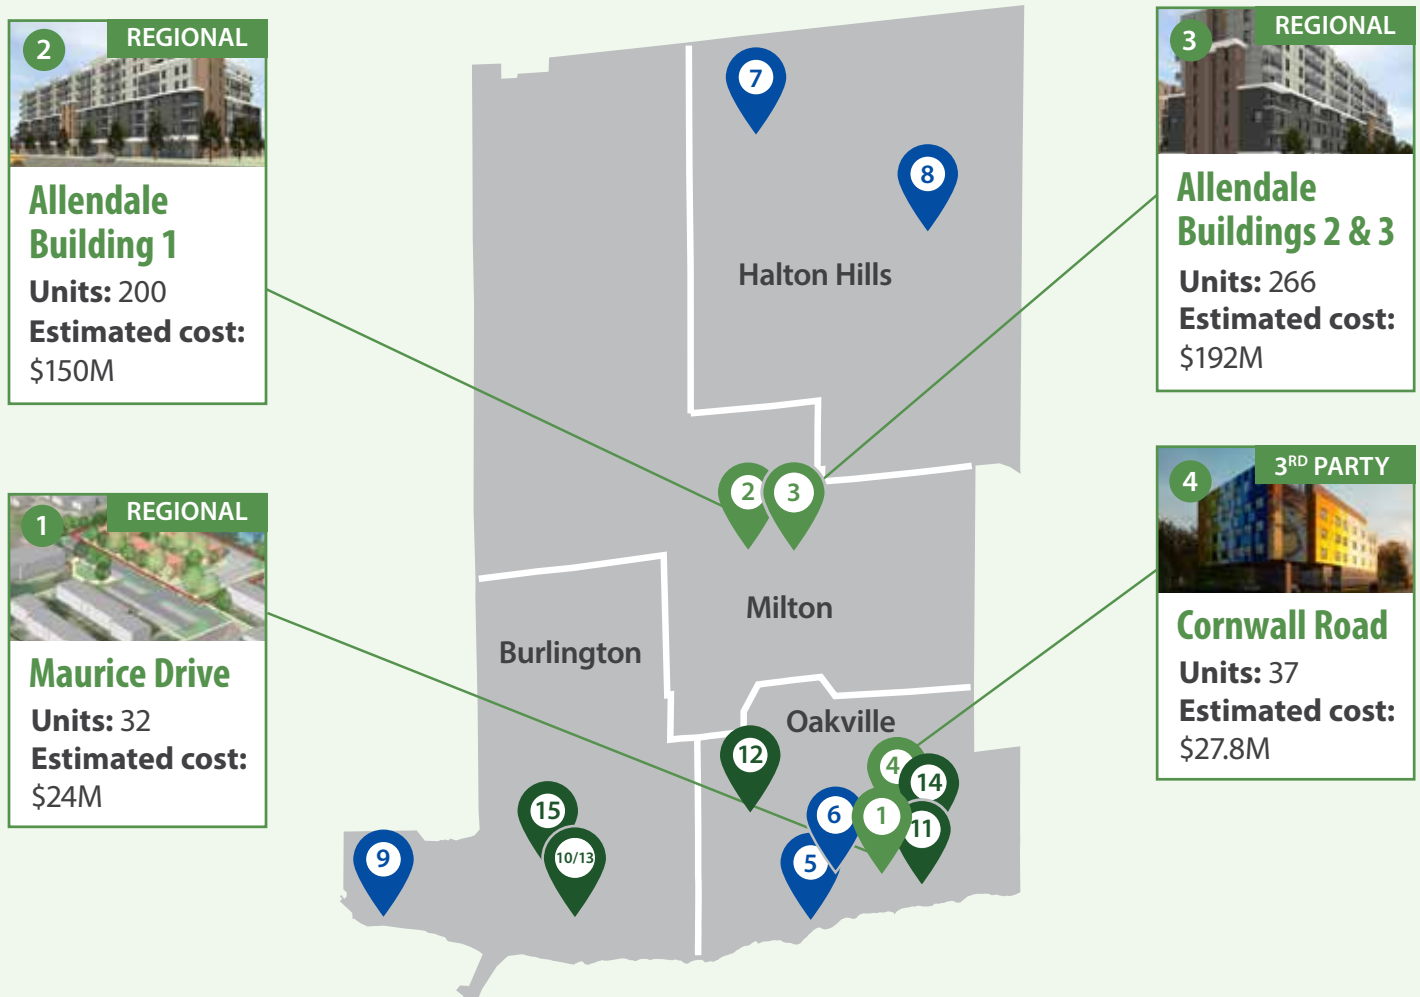 2
REGIONAL
Allendale
Building 1
Units: 200
Estimated cost:
$150M
1
REGIONAL
Maurice Drive
Units: 32
Estimated cost:
$24M
3
REGIONAL
Allendale
Buildings 2 & 3
Units: 266
Estimated cost:
$192M
4
3RD PARTY
Cornwall Road
Units: 37
Estimated cost:
$27.8M
7
8
Halton Hills
2
3
Milton
Burlington
Oakville
12
4
14
6
1
11
5
15
10/13
9